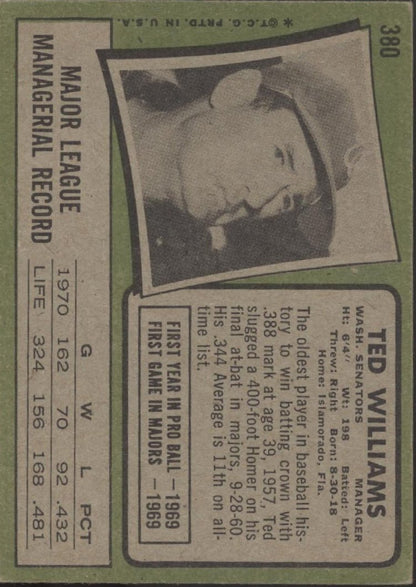 380
TED WILLIAMS
WASH. SENATORS MANAGER
Ht: 6'4" Wt: 198 Batted: Left
Threw: Right Born: 8-30-18
Home: Islamorado, Fla.
The oldest player in baseball his-
tory to win batting crown with
.388 mark at age 39, 1957, Ted
slugged a 400-foot Homer on his
final at-bat in majors, 9-28-60.
His .344 Average is 11th on all-
time list.
FIRST YEAR IN PRO BALL — 1969
FIRST GAME IN MAJORS — 1969
MAJOR LEAGUE
MANAGERIAL RECORD
G W L PCT
1970 162 70 92 .432
LIFE 324 156 168 .481
* © T.C.G. PRTD. IN U.S.A.